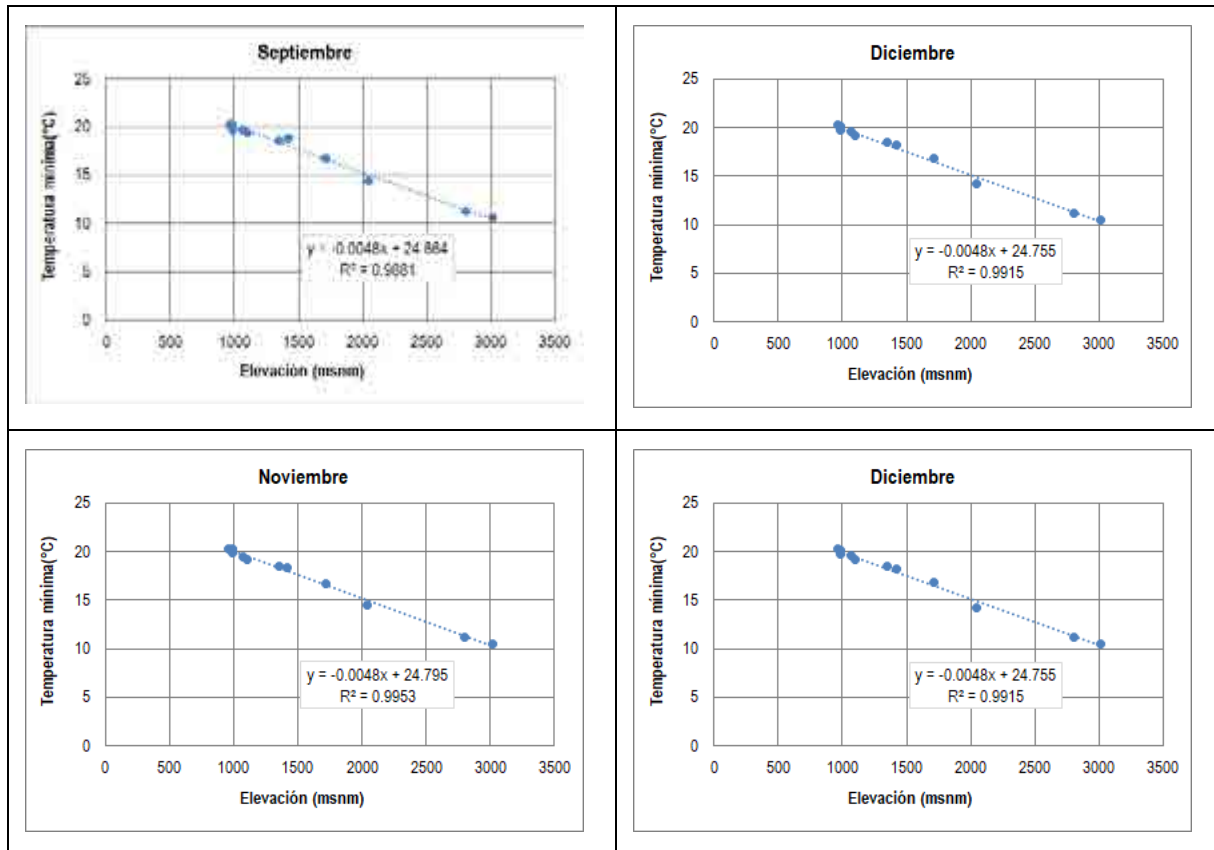 Septiembre
Temperatura mínima(°C)
25
20
15
10
5
0
y = -0.0048x + 24.864
R² = 0.9881
0 500 1000 1500 2000 2500 3000 3500
Elevación (msnm)
Diciembre
Temperatura mínima(°C)
25
20
15
10
5
0
y = -0.0048x + 24.755
R² = 0.9915
0 500 1000 1500 2000 2500 3000 3500
Elevación (msnm)
Noviembre
Temperatura mínima(°C)
25
20
15
10
5
0
y = -0.0048x + 24.795
R² = 0.9953
0 500 1000 1500 2000 2500 3000 3500
Elevación (msnm)
Diciembre
Temperatura mínima(°C)
25
20
15
10
5
0
y = -0.0048x + 24.755
R² = 0.9915
0 500 1000 1500 2000 2500 3000 3500
Elevación (msnm)